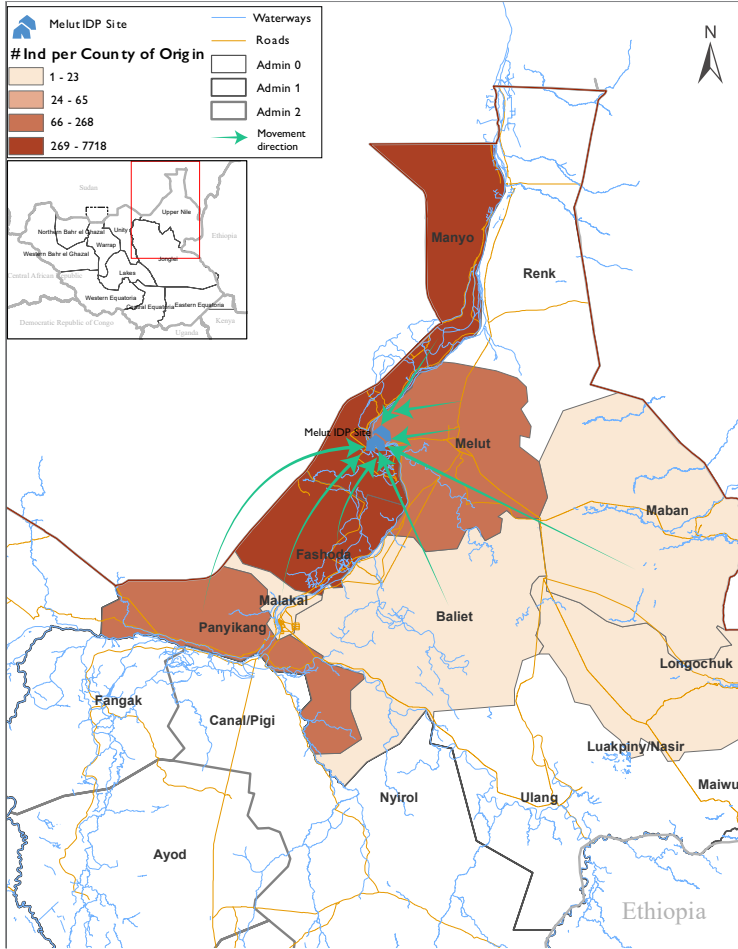 Melut IDP Site
# Ind per County of Origin
1 - 23
24 - 65
66 - 268
269 - 7718
Waterways
Roads
Admin 0
Admin 1
Admin 2
Movement
direction
N
Sudan
Upper Nile
Northern Bahr el Ghazal
Unity
Ethiopia
Warrap
Western Bahr el Ghazal
Jonglei
Central African Republic
Lakes
Western Equatoria
Central Equatoria
Eastern Equatoria
Democratic Republic of Congo
Kenya
Uganda
Manyo
Renk
Melut IDP Site
Melut
Maban
Fashoda
Malakal
Baliet
Panyikang
Longochuk
Fangak
Canal/Pigi
Luakpiny/Nasir
Maiwu
Nyirol
Ulang
Ayod
Ethiopia